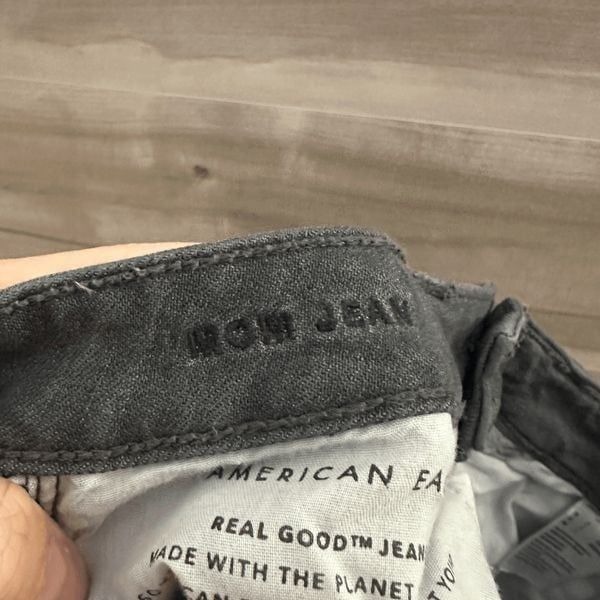 MOM JEAN
AMERICAN EA
REAL GOOD™ JEAN
MADE WITH THE PLANET